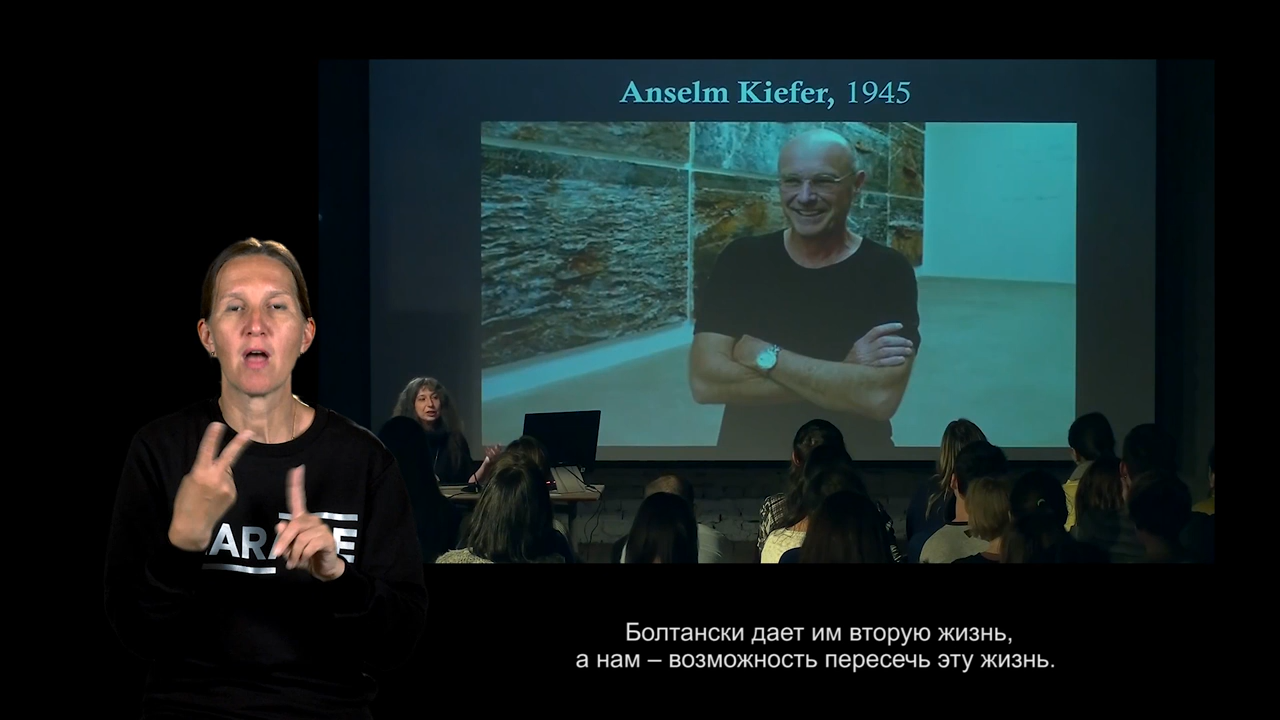 Anselm Kiefer, 1945
Болтански дает им вторую жизнь,
а нам – возможность пересечь эту жизнь.